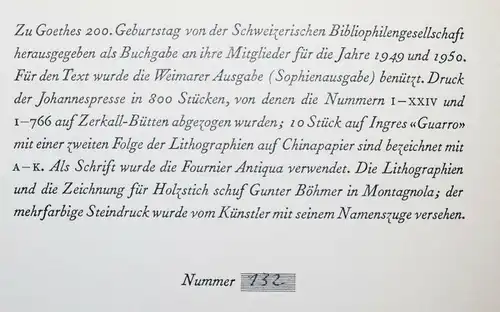 Zu Goethes 200. Geburtstag von der Schweizerischen Bibliophilengesellschaft
herausgegeben als Buchgabe an ihre Mitglieder für die Jahre 1949 und 1950.
Für den Text wurde die Weimarer Ausgabe (Sophienausgabe) benützt. Druck
der Johannespresse in 800 Stücken, von denen die Nummern I–XXIV und
1–766 auf Zerkall-Bütten abgezogen wurden; 10 Stück auf Ingres «Guarro»
mit einer zweiten Folge der Lithographien auf Chinapapier sind bezeichnet mit
A–K. Als Schrift wurde die Fournier Antiqua verwendet. Die Lithographien
und die Zeichnung für Holzstich schuf Gunter Böhmer in Montagnola; der
mehrfarbige Steindruck wurde vom Künstler mit seinem Namenszuge versehen.
Nummer 132